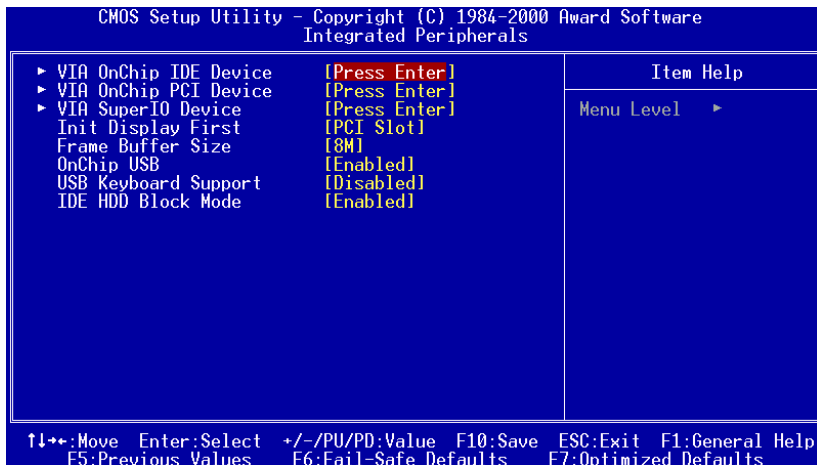 CMOS Setup Utility – Copyright (C) 1984-2000 Award Software
Integrated Peripherals
► VIA OnChip IDE Device [Press Enter]
► VIA OnChip PCI Device [Press Enter]
► VIA SuperIO Device [Press Enter]
Init Display First [PCI Slot]
Frame Buffer Size [8M]
OnChip USB [Enabled]
USB Keyboard Support [Disabled]
IDE HDD Block Mode [Enabled]
Item Help
Menu Level ►
↑↓→←:Move Enter:Select +/-/PU/PD:Value F10:Save ESC:Exit F1:General Help
F5:Previous Values F6:Fail-Safe Defaults F7:Optimized Defaults